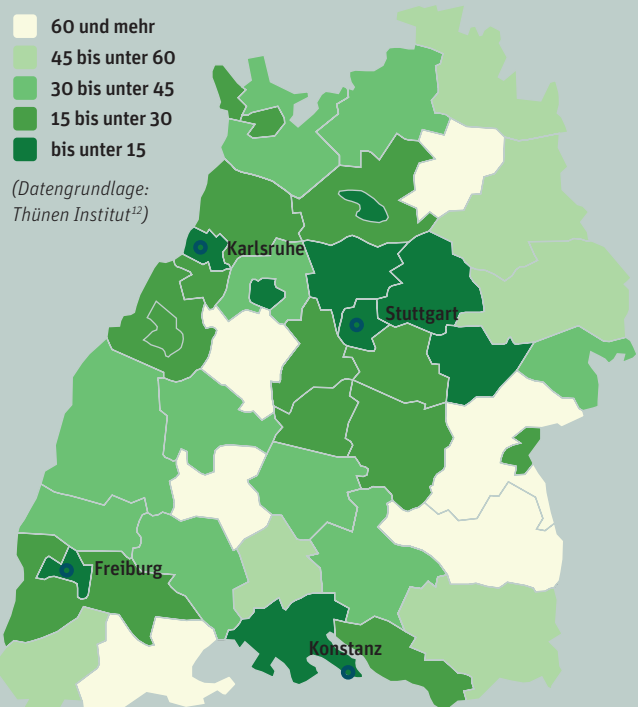 60 und mehr
45 bis unter 60
30 bis unter 45
15 bis unter 30
bis unter 15
(Datengrundlage:
Thünen Institut¹²)
Karlsruhe
Stuttgart
Freiburg
Konstanz